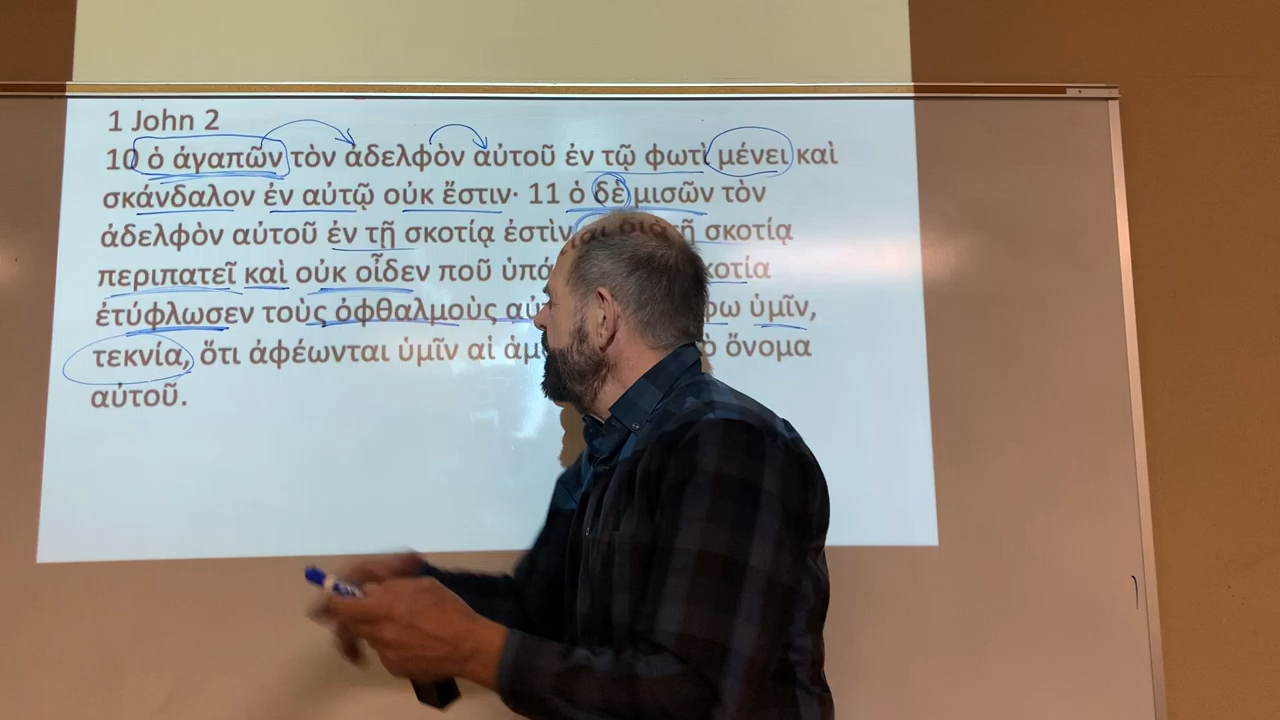 1 John 2
10 ὁ ἀγαπῶν τὸν ἀδελφὸν αὐτοῦ ἐν τῷ φωτὶ μένει καὶ
σκάνδαλον ἐν αὐτῷ οὐκ ἔστιν· 11 ὁ δὲ μισῶν τὸν
ἀδελφὸν αὐτοῦ ἐν τῇ σκοτίᾳ ἐστὶν καὶ σκοτίᾳ
περιπατεῖ καὶ οὐκ οἶδεν ποῦ
ἐτύφλωσεν τοὺς ὀφθαλμοὺς ὑμῖν,
τεκνία, ὅτι ἀφέωνται ὑμῖν αἱ ὄνομα
αὐτοῦ.